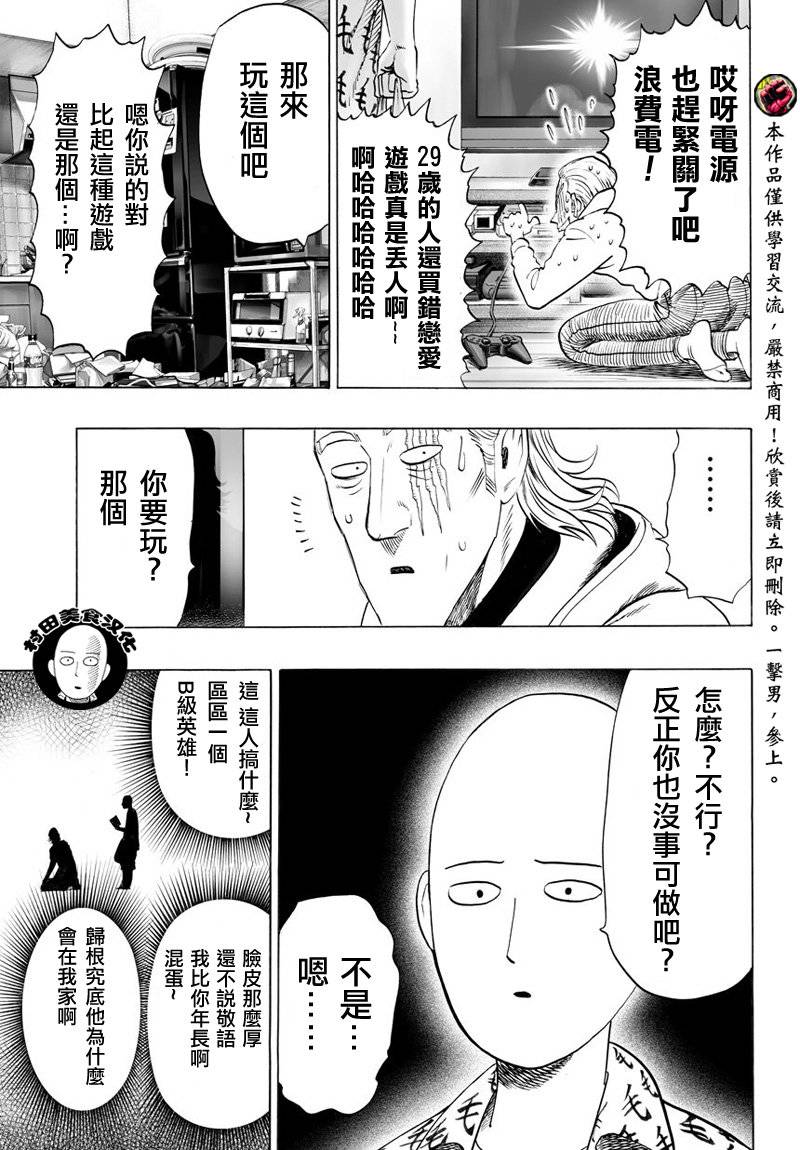 哎呀電源
也趕緊關了吧
浪費電！
29歲的人還買錯戀愛
遊戲真是丟人啊~
啊哈哈哈哈哈哈
那來
玩這個吧
嗯你說的對
比起這種遊戲
還是那個…啊？
……
你要玩？
那個
怎麼？不行？
反正你也沒事可做吧？
不是…
嗯……
這 這人搞什麼~
區區一個
B級英雄！
臉皮那麼厚
還不說敬語
我比你年長啊
混蛋~
歸根究底他為什麼
會在我家啊
村田美食汉化
本作品僅供學習交流，嚴禁商用！欣賞後請立即刪除。一擊男，參上。
毛
毛
毛
毛
毛
毛